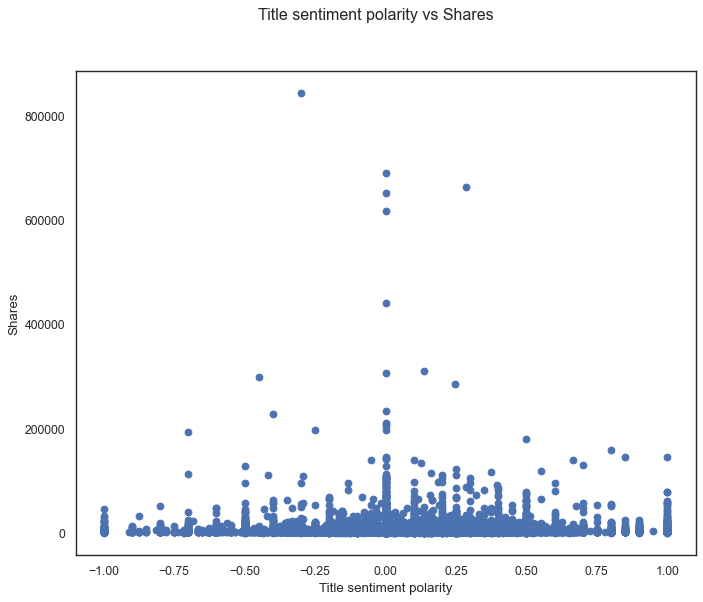 Title sentiment polarity vs Shares
800000
600000
400000
200000
0
Shares
−1.00 −0.75 −0.50 −0.25 0.00 0.25 0.50 0.75 1.00
Title sentiment polarity